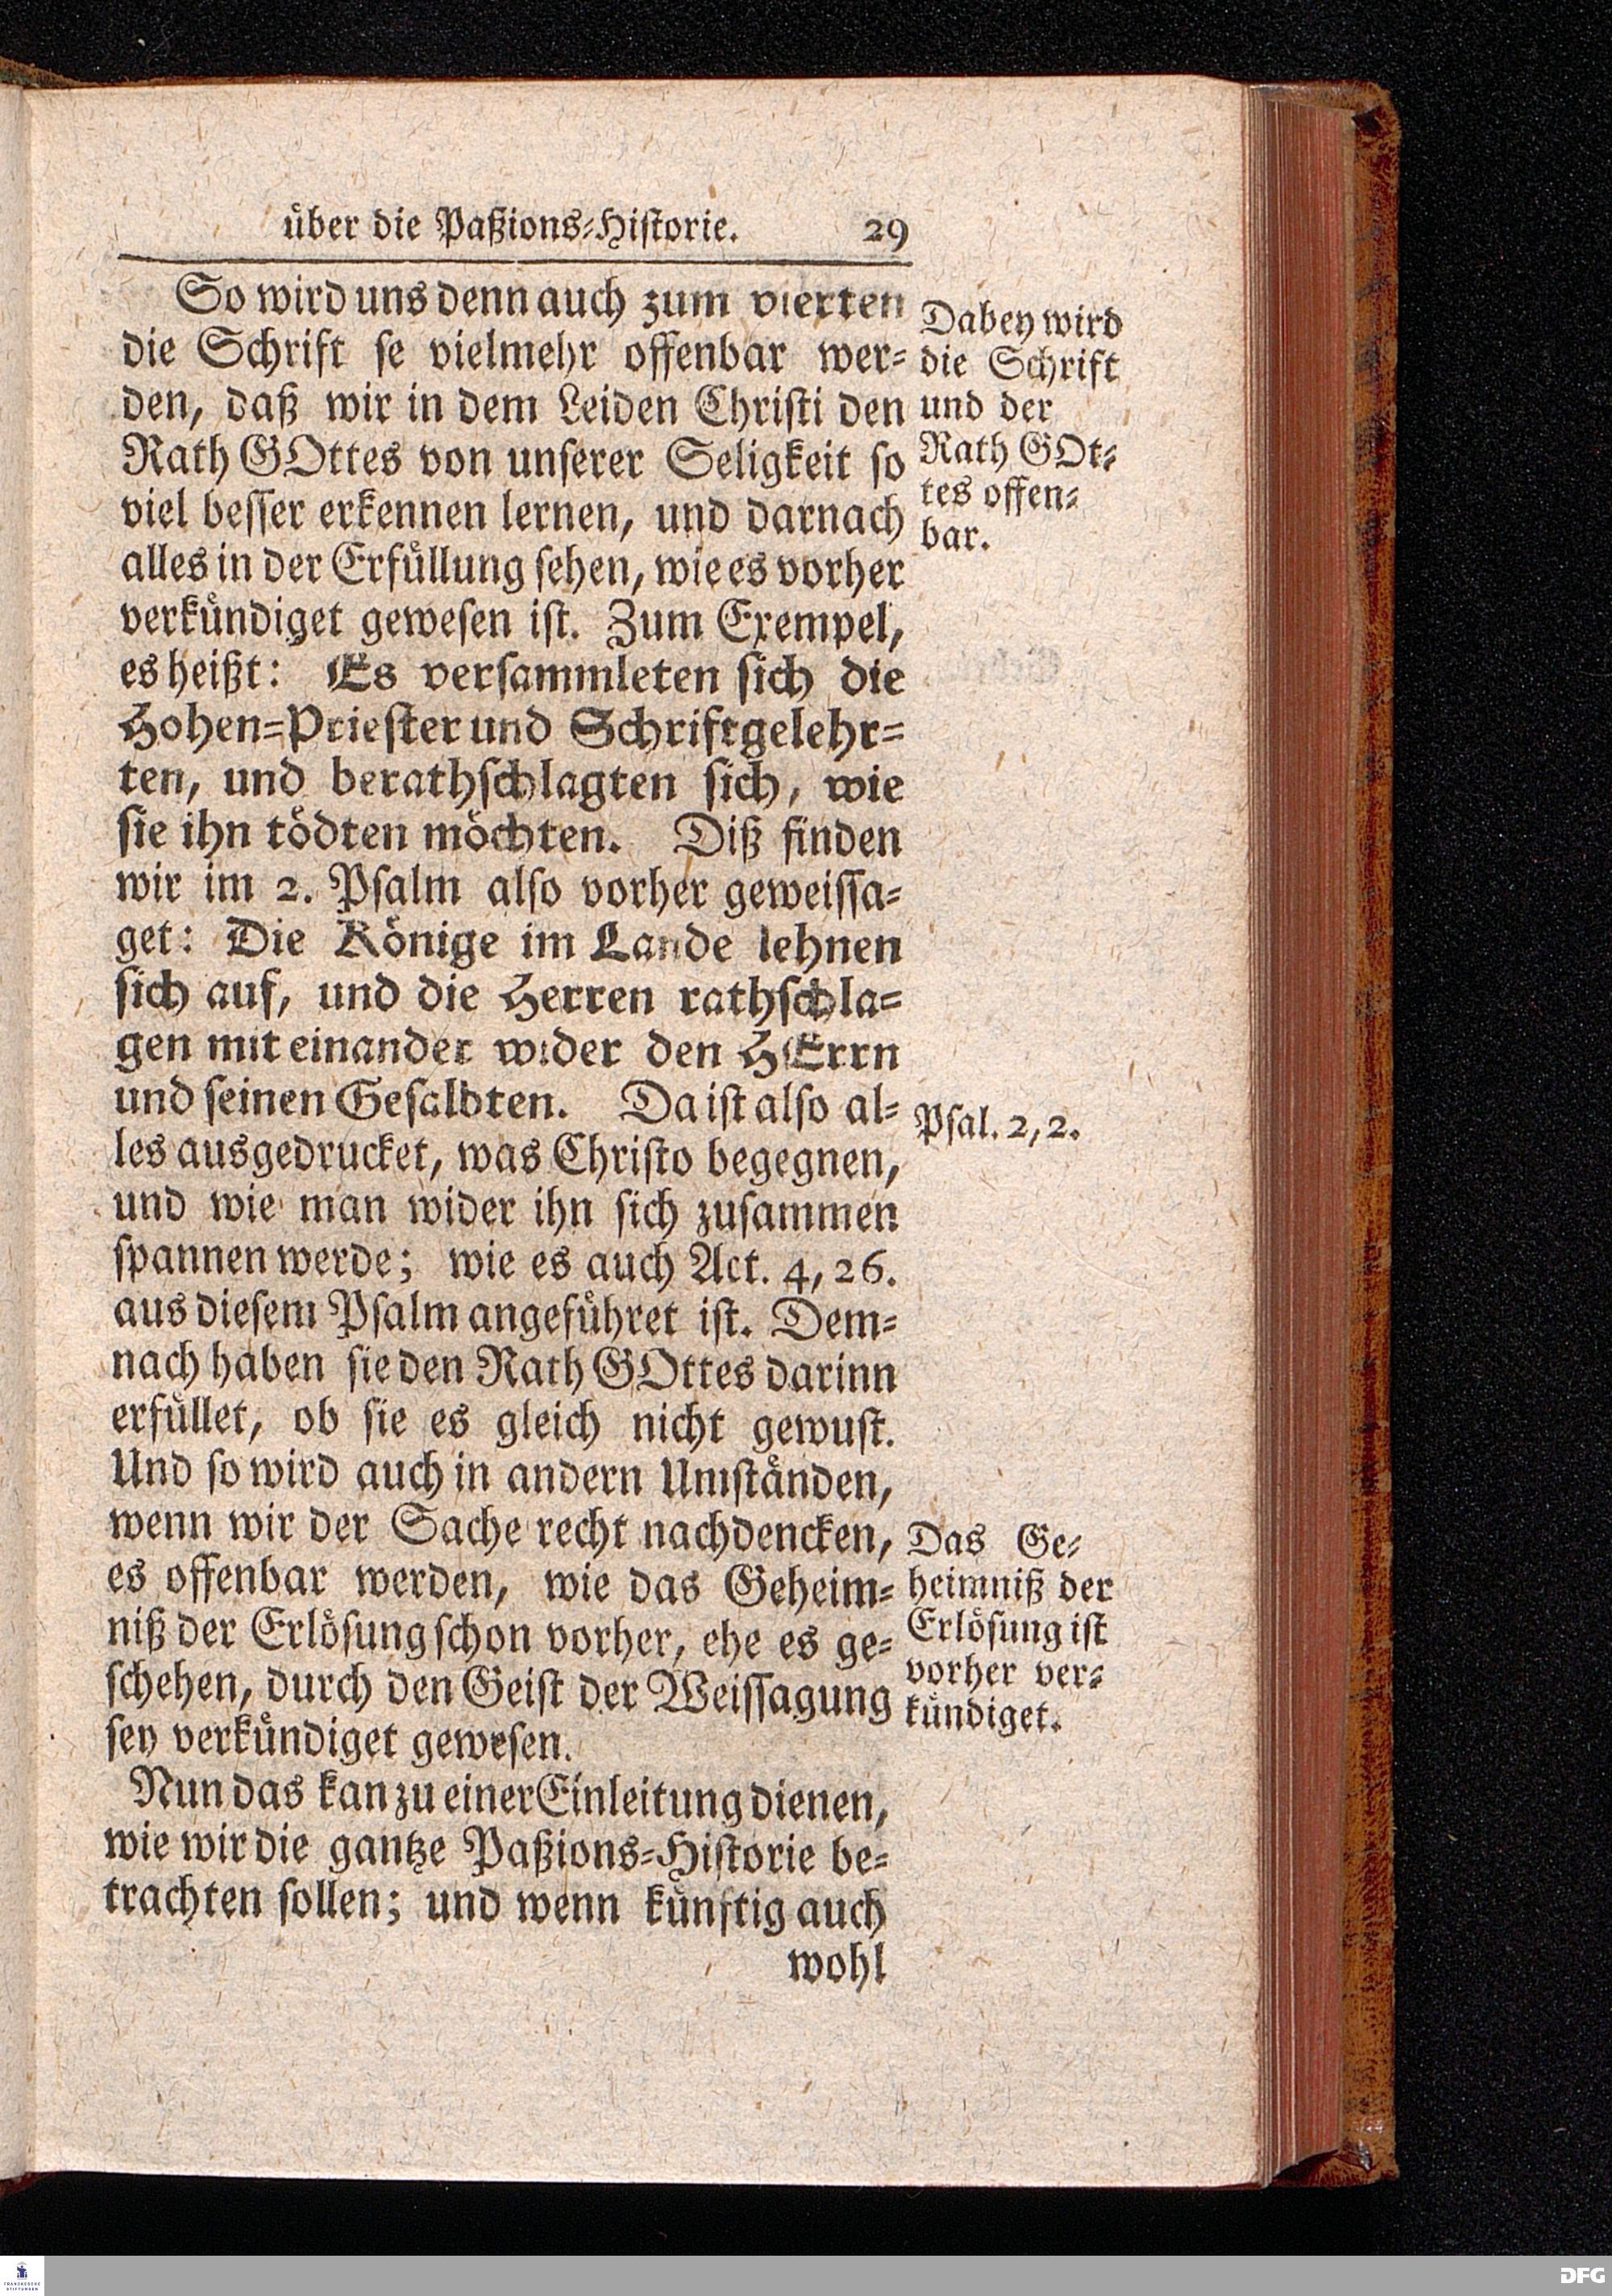 über die Paßions-Historie. 29
So wird uns denn auch zum vierten
die Schrift se vielmehr offenbar wer-
den, daß wir in dem Leiden Christi den
Rath GOttes von unserer Seligkeit so
viel besser erkennen lernen, und darnach
alles in der Erfüllung sehen, wie es vorher
verkündiget gewesen ist. Zum Exempel,
es heißt: Es versammleten sich die
Hohen-Priester und Schriftgelehr-
ten, und berathschlagten sich, wie
sie ihn tödten möchten. Diß finden
wir im 2. Psalm also vorher geweissa-
get: Die Könige im Lande lehnen
sich auf, und die Herren rathschla-
gen mit einander wider den HErrn
und seinen Gesalbten. Da ist also al-
les ausgedrucket, was Christo begegnen,
und wie man wider ihn sich zusammen
spannen werde; wie es auch Act. 4, 26.
aus diesem Psalm angeführet ist. Dem-
nach haben sie den Rath GOttes darinn
erfüllet, ob sie es gleich nicht gewust.
Und so wird auch in andern Umständen,
wenn wir der Sache recht nachdencken,
es offenbar werden, wie das Geheim-
niß der Erlösung schon vorher, ehe es ge-
schehen, durch den Geist der Weissagung
sey verkündiget gewesen.
Nun das kan zu einer Einleitung dienen,
wie wir die gantze Paßions-Historie be-
trachten sollen; und wenn künftig auch
wohl
Dabey wird
die Schrift
und der
Rath GOt-
tes offen-
bar.
Psal. 2, 2.
Das Ge-
heimniß der
Erlösung ist
vorher ver-
kündiget.
FRANCKESCHE
STIFTUNGEN
DFG